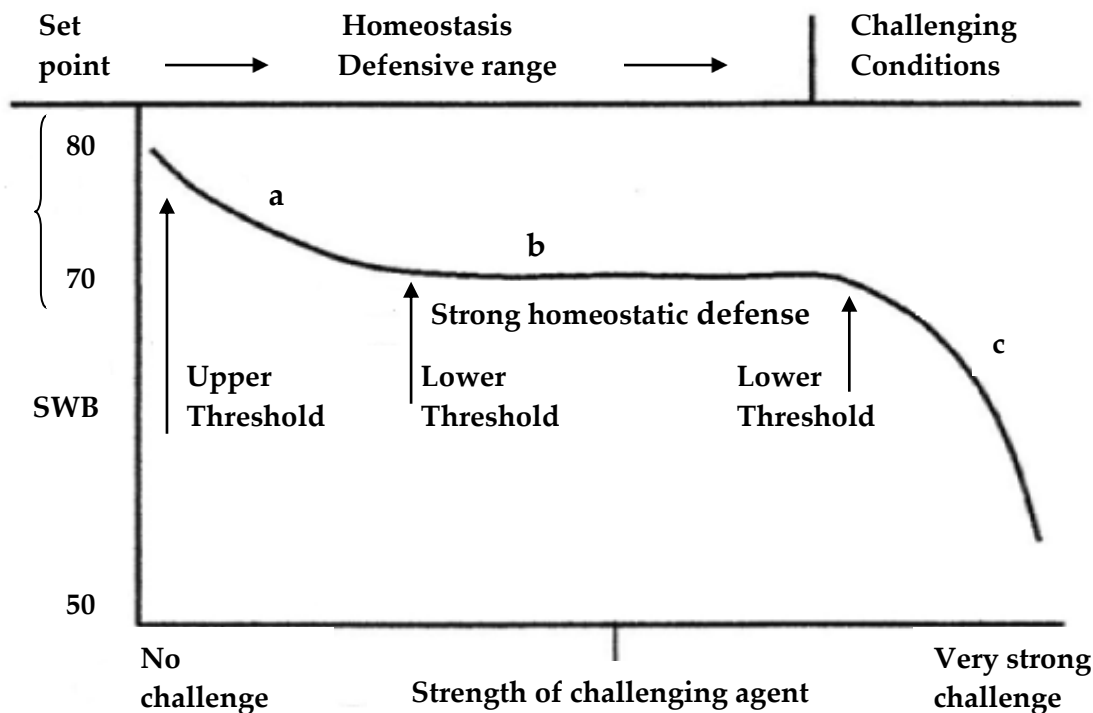 Set
point
Homeostasis
Defensive range
Challenging
Conditions
80
a
b
70
Strong homeostatic defense
c
Upper
Threshold
Lower
Threshold
Lower
Threshold
SWB
50
No
challenge
Strength of challenging agent
Very strong
challenge